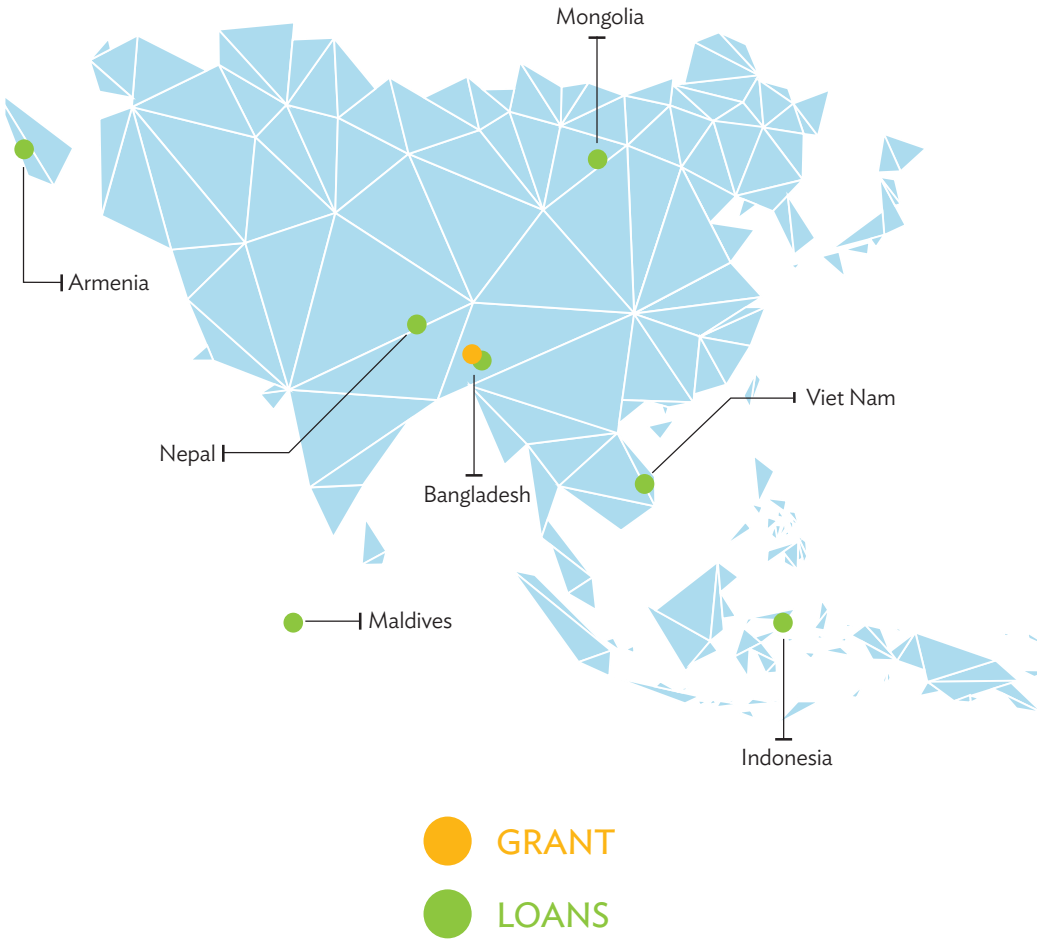 Mongolia
Armenia
Viet Nam
Nepal
Bangladesh
Maldives
Indonesia
GRANT
LOANS